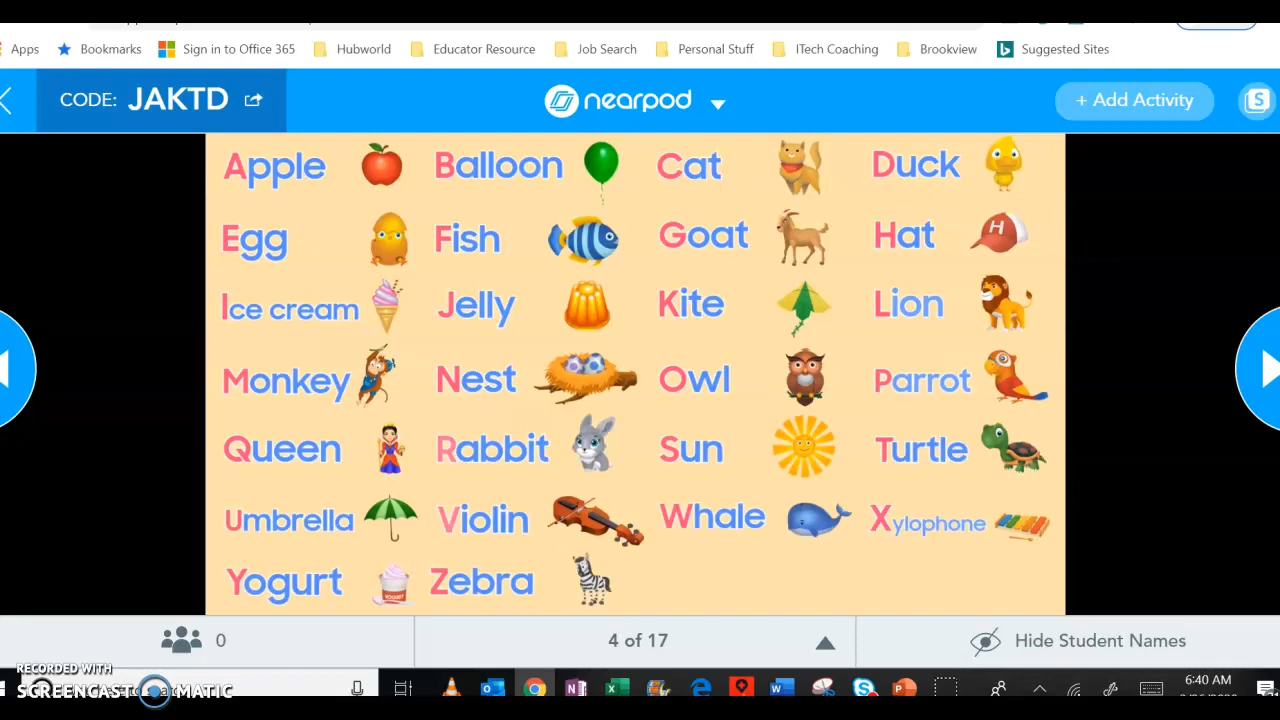 Apps Bookmarks Sign in to Office 365 Hubworld Educator Resource Job Search Personal Stuff ITech Coaching Brookview Suggested Sites
CODE: JAKTD nearpod + Add Activity S
Apple Balloon Cat Duck
Egg Fish Goat Hat H
Ice cream Jelly Kite Lion
Monkey Nest Owl Parrot
Queen Rabbit Sun Turtle
Umbrella Violin Whale Xylophone
Yogurt YOGURT Zebra
0 4 of 17 Hide Student Names
RECORDED WITH
SCREENCAST MATIC
6:40 AM